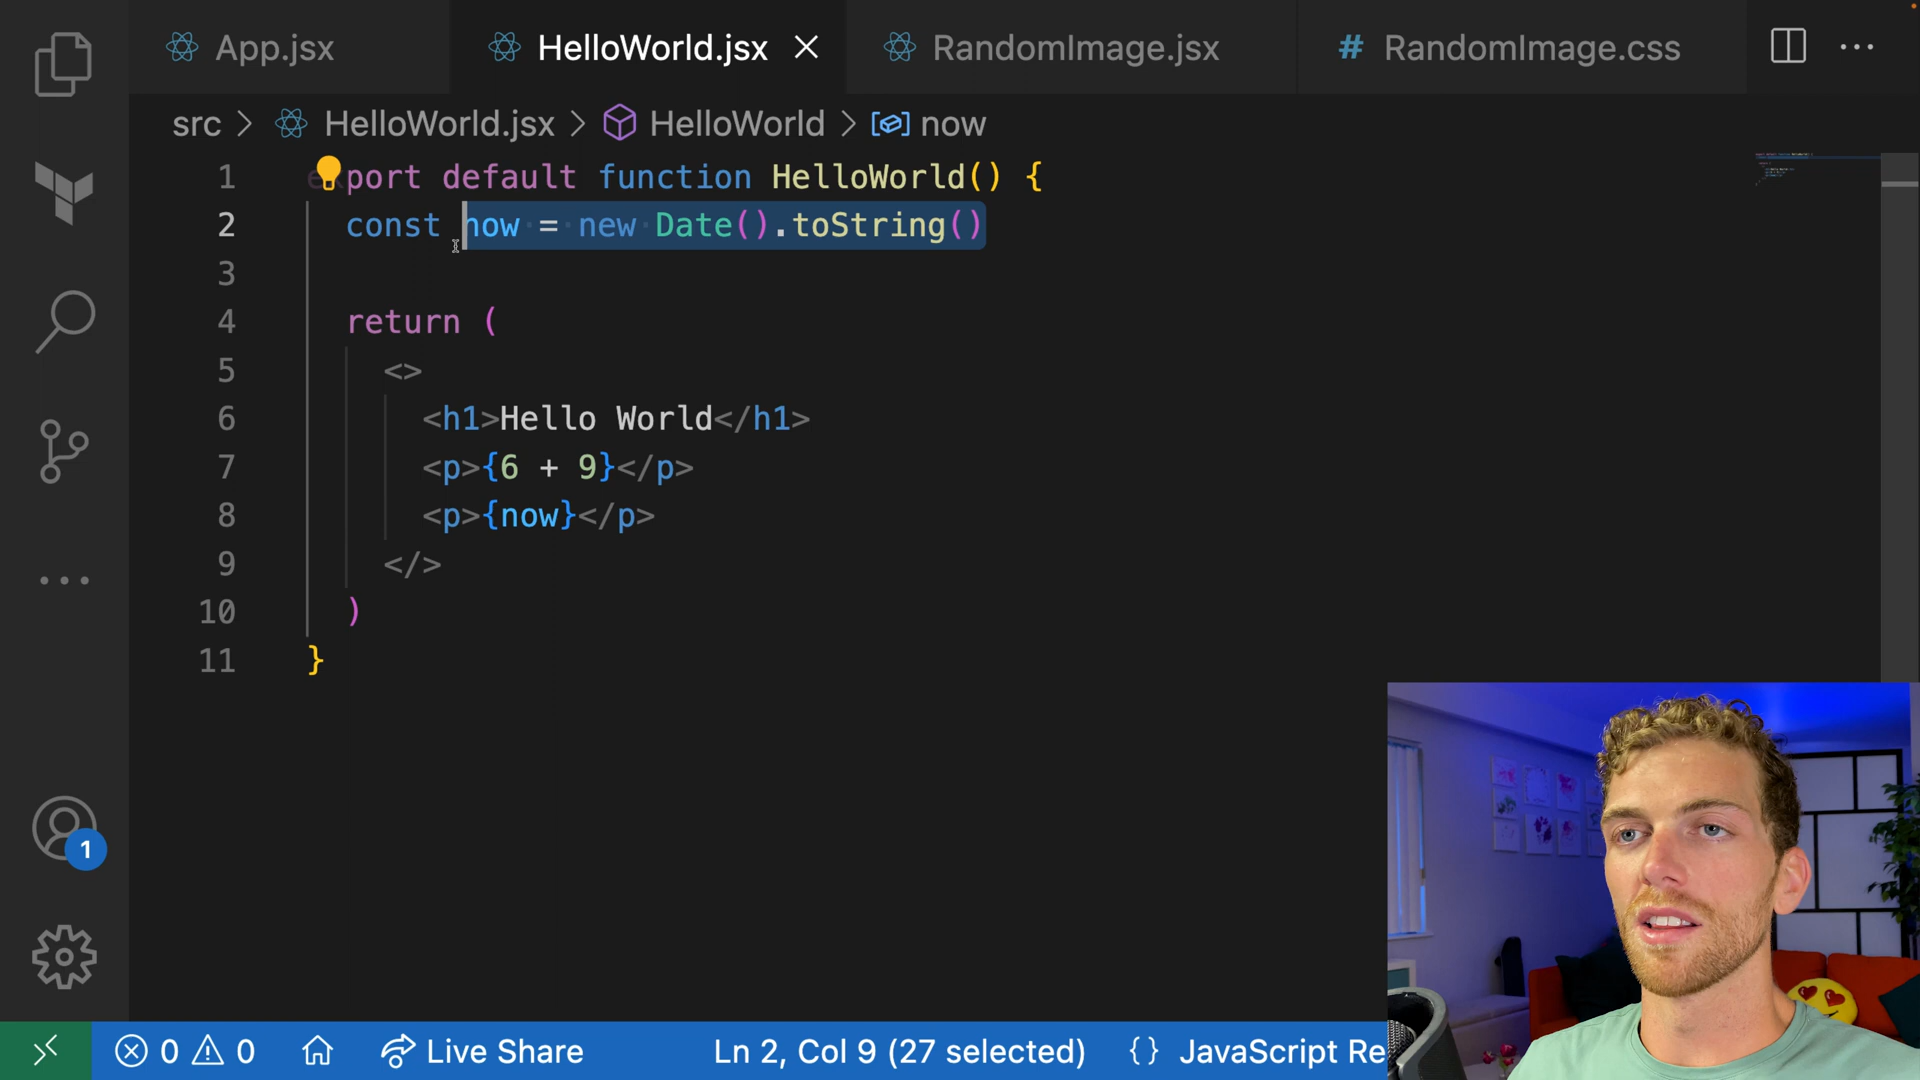 App.jsx
HelloWorld.jsx
RandomImage.jsx
# RandomImage.css
src > HelloWorld.jsx > HelloWorld > now
1 export default function HelloWorld() {
2 const now = new Date().toString()
3
4 return (
5 <>
6 <h1>Hello World</h1>
7 <p>{6 + 9}</p>
8 <p>{now}</p>
9 </>
10 )
11 }
1
0 0 Live Share Ln 2, Col 9 (27 selected) {} JavaScript Re